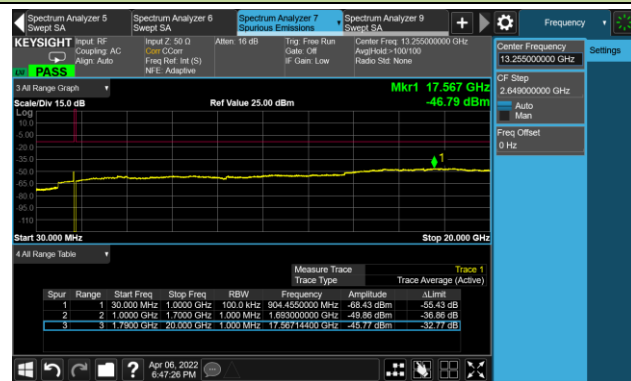 Spectrum Analyzer 5
Swept SA
Spectrum Analyzer 6
Swept SA
Spectrum Analyzer 7
Spurious Emissions
Spectrum Analyzer 9
Swept SA
+
Frequency
KEYSIGHT
Input: RF
Coupling: AC
Align: Auto
Input Z: 50 Ω
Corr CCorr
Freq Ref: Int (S)
NFE: Adaptive
Atten: 16 dB
Trig: Free Run
Gate: Off
IF Gain: Low
Center Freq: 13.255000000 GHz
Avg|Hold:>100/100
Radio Std: None
LVI PASS
Center Frequency
13.255000000 GHz
Settings
CF Step
2.649000000 GHz
Auto
Man
Freq Offset
0 Hz
3 All Range Graph
Mkr1 17.567 GHz
Scale/Div 15.0 dB
Ref Value 25.00 dBm
-46.79 dBm
Log
10.0
-5.00
-20.0
-35.0
-50.0
-65.0
-80.0
-95.0
-110
1
Start 30.000 MHz
Stop 20.000 GHz
4 All Range Table
Measure Trace Trace 1
Trace Type Trace Average (Active)
Spur Range Start Freq Stop Freq RBW Frequency Amplitude ΔLimit
1 1 30.000 MHz 1.0000 GHz 100.0 kHz 904.4550000 MHz -68.43 dBm -55.43 dB
2 2 1.0000 GHz 1.7000 GHz 1.000 MHz 1.693000000 GHz -49.86 dBm -36.86 dB
3 3 1.7900 GHz 20.000 GHz 1.000 MHz 17.56714400 GHz -45.77 dBm -32.77 dB
?
Apr 06, 2022
6:47:26 PM